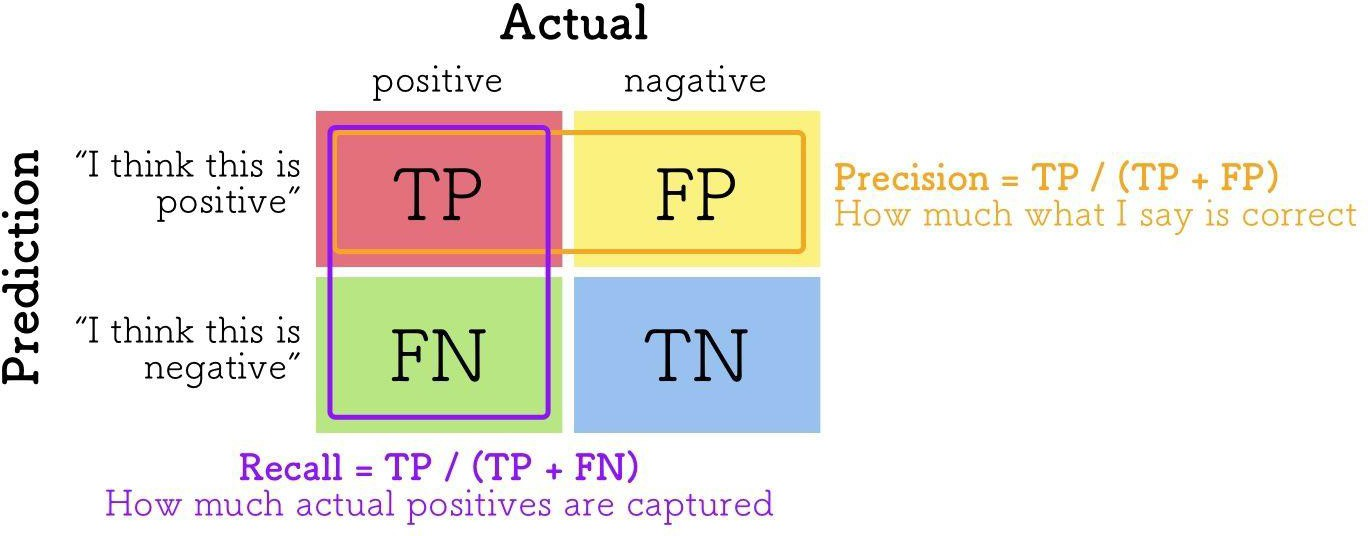 Actual
positive
nagative
Prediction
“I think this is
positive”
TP
FP
Precision = TP / (TP + FP)
How much what I say is correct
“I think this is
negative”
FN
TN
Recall = TP / (TP + FN)
How much actual positives are captured